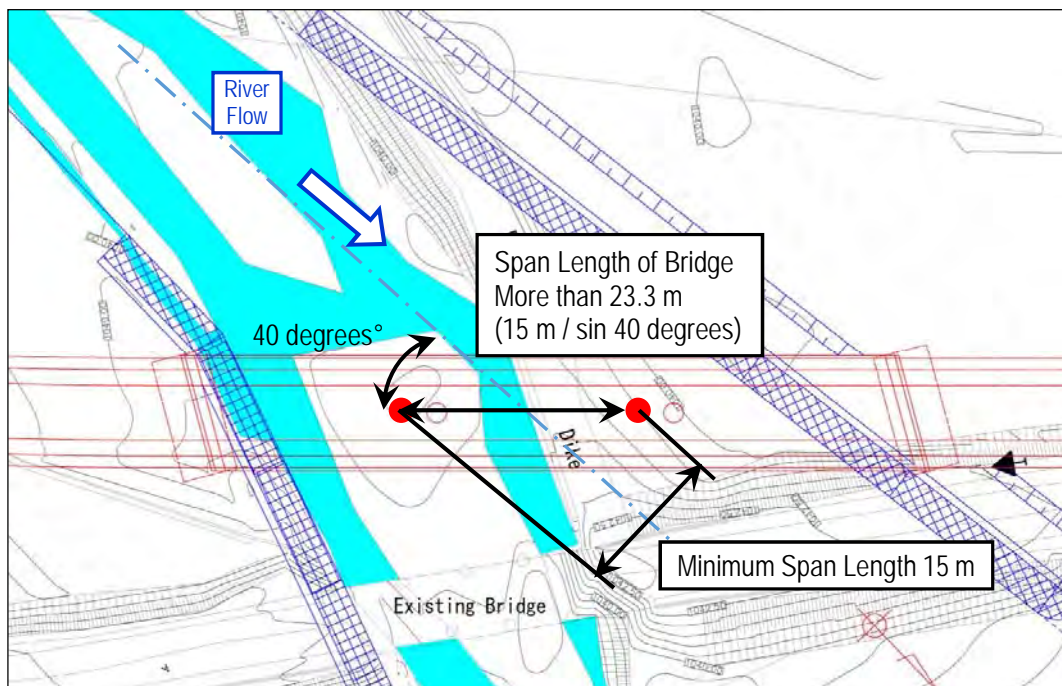 River
Flow
Span Length of Bridge
More than 23.3 m
(15 m / sin 40 degrees)
40 degrees°
Dike
Minimum Span Length 15 m
Existing Bridge